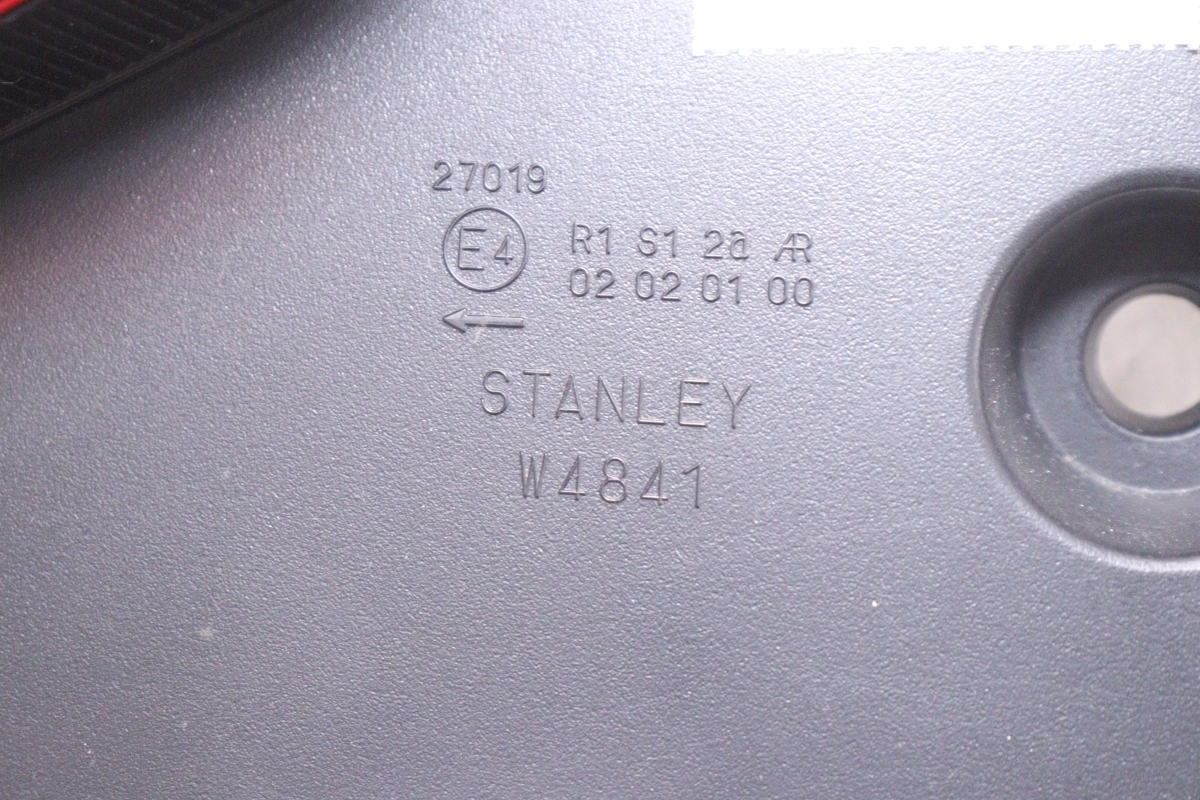 27019
E4 R1 S1 2a AR
02 02 01 00
STANLEY
W4841